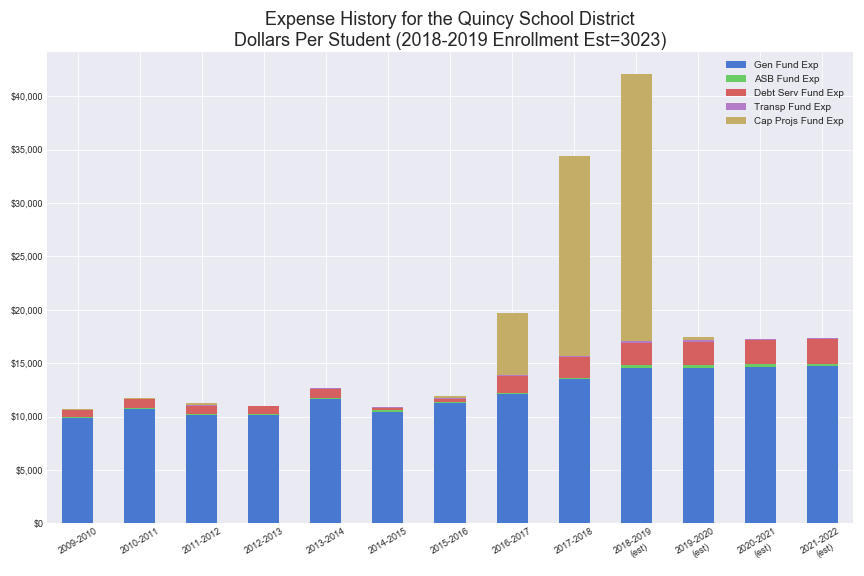 Expense History for the Quincy School District
Dollars Per Student (2018-2019 Enrollment Est=3023)
Gen Fund Exp
ASB Fund Exp
Debt Serv Fund Exp
Transp Fund Exp
Cap Projs Fund Exp
$40,000
$35,000
$30,000
$25,000
$20,000
$15,000
$10,000
$5,000
$0
2009-2010
2010-2011
2011-2012
2012-2013
2013-2014
2014-2015
2015-2016
2016-2017
2017-2018
2018-2019
(est)
2019-2020
(est)
2020-2021
(est)
2021-2022
(est)